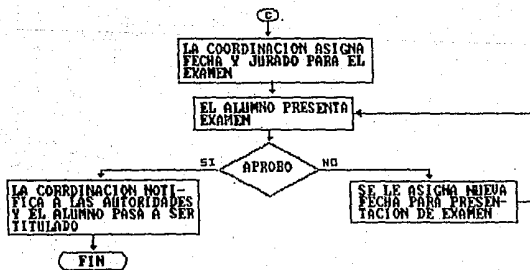 C
LA COORDINACION ASIGNA
FECHA Y JURADO PARA EL
EXAMEN
EL ALUMNO PRESENTA
EXAMEN
APROBO
SI
NO
LA CORRDINACION NOTI-
FICA A LAS AUTORIDADES
Y EL ALUMNO PASA A SER
TITULADO
SE LE ASIGNA NUEVA
FECHA PARA PRESEN-
TACION DE EXAMEN
FIN